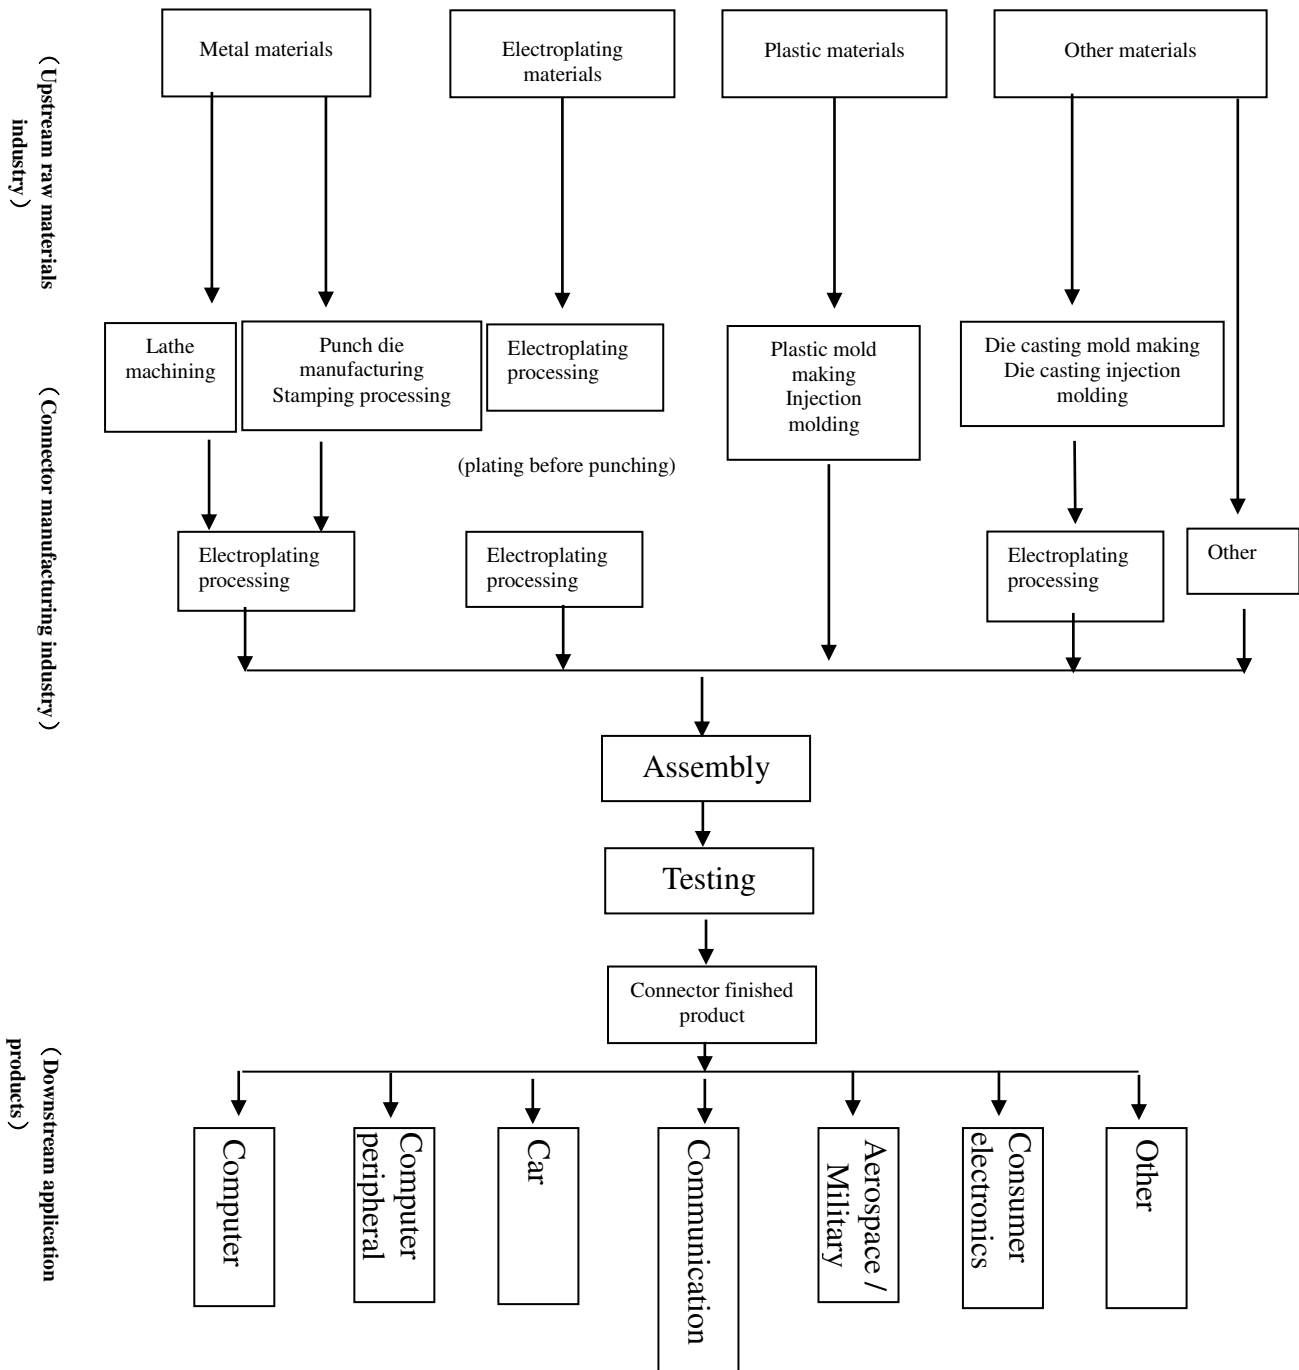 (Upstream raw materials
industry)
Metal materials
Electroplating
materials
Plastic materials
Other materials
(Connector manufacturing industry)
Lathe
machining
Punch die
manufacturing
Stamping processing
Electroplating
processing
Plastic mold
making
Injection
molding
Die casting mold making
Die casting injection
molding
(plating before punching)
Electroplating
processing
Electroplating
processing
Electroplating
processing
Other
Assembly
Testing
Connector finished
product
(Downstream application
products)
Computer
Computer
peripheral
Car
Communication
Aerospace /
Military
Consumer
electronics
Other